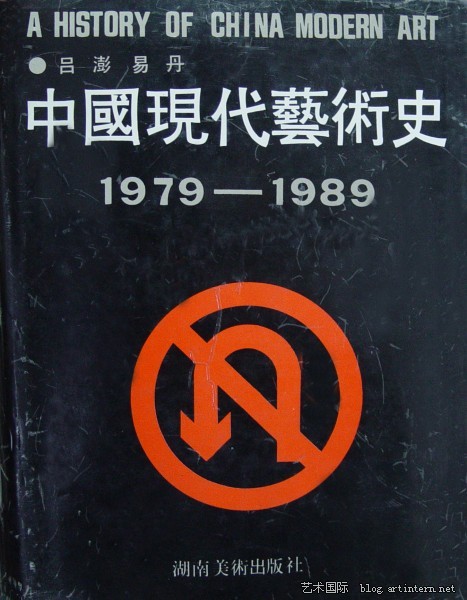 A HISTORY OF CHINA MODERN ART
●吕澎 易丹
中國現代藝術史
1979—1989
湖南美術出版社
艺术国际 blog.artintern.net